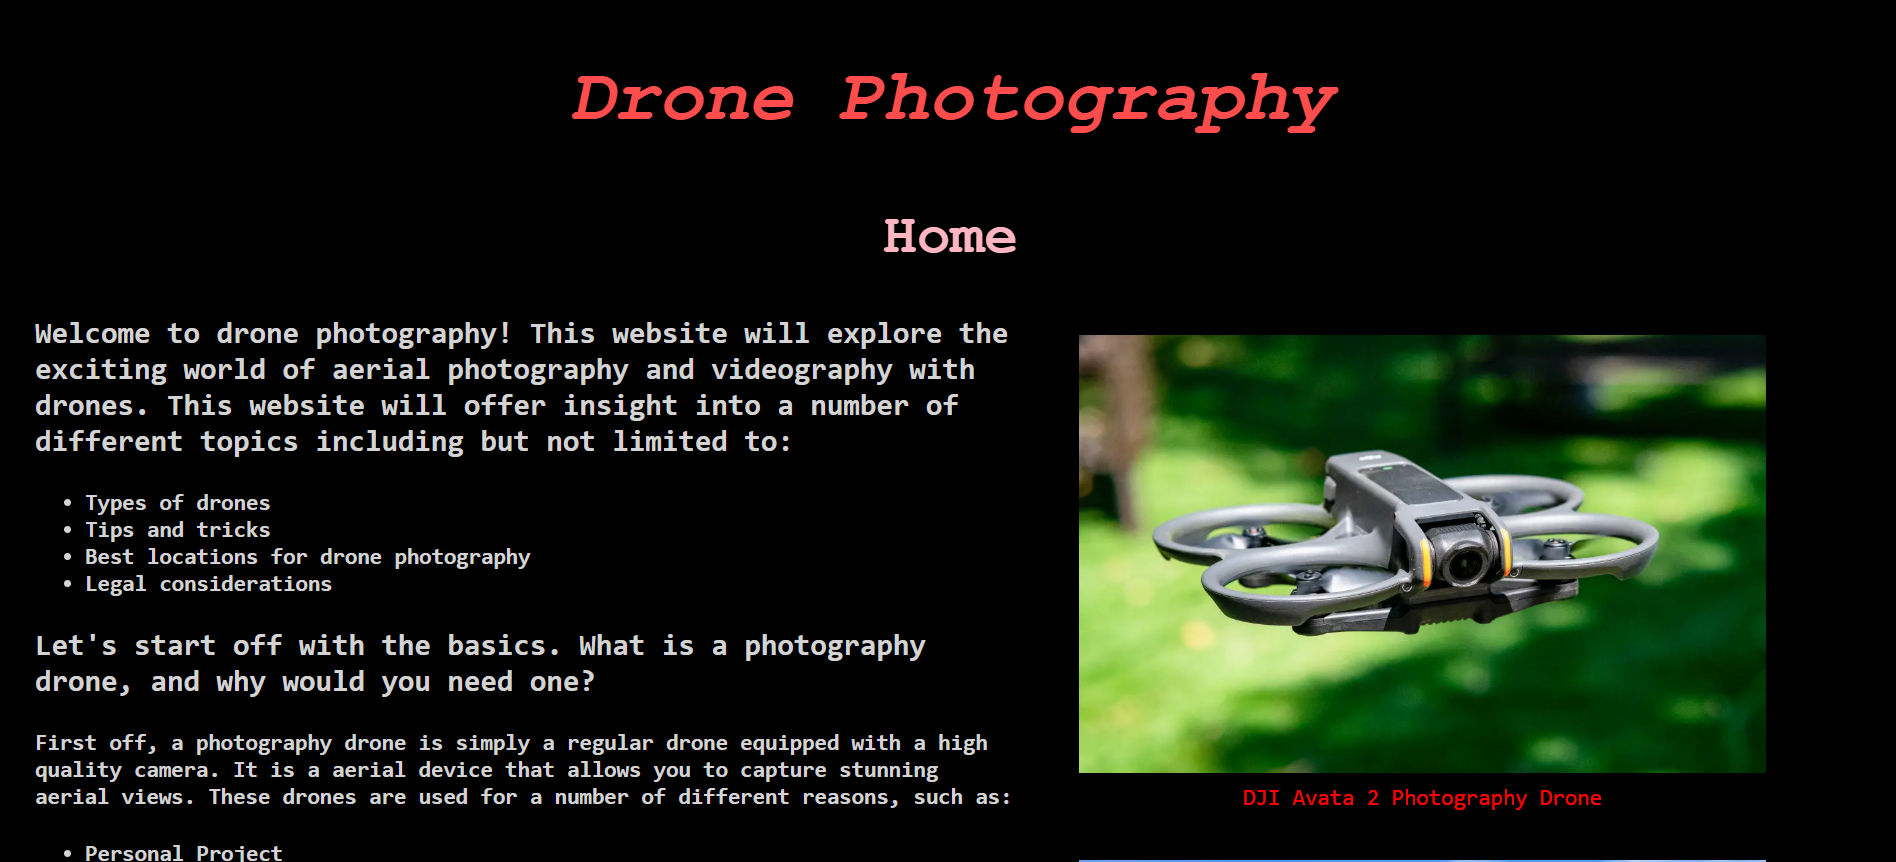 Drone Photography
Home
Welcome to drone photography! This website will explore the
exciting world of aerial photography and videography with
drones. This website will offer insight into a number of
different topics including but not limited to:
• Types of drones
• Tips and tricks
• Best locations for drone photography
• Legal considerations
Let's start off with the basics. What is a photography
drone, and why would you need one?
First off, a photography drone is simply a regular drone equipped with a high
quality camera. It is a aerial device that allows you to capture stunning
aerial views. These drones are used for a number of different reasons, such as:
• Personal Project
DJI Avata 2 Photography Drone